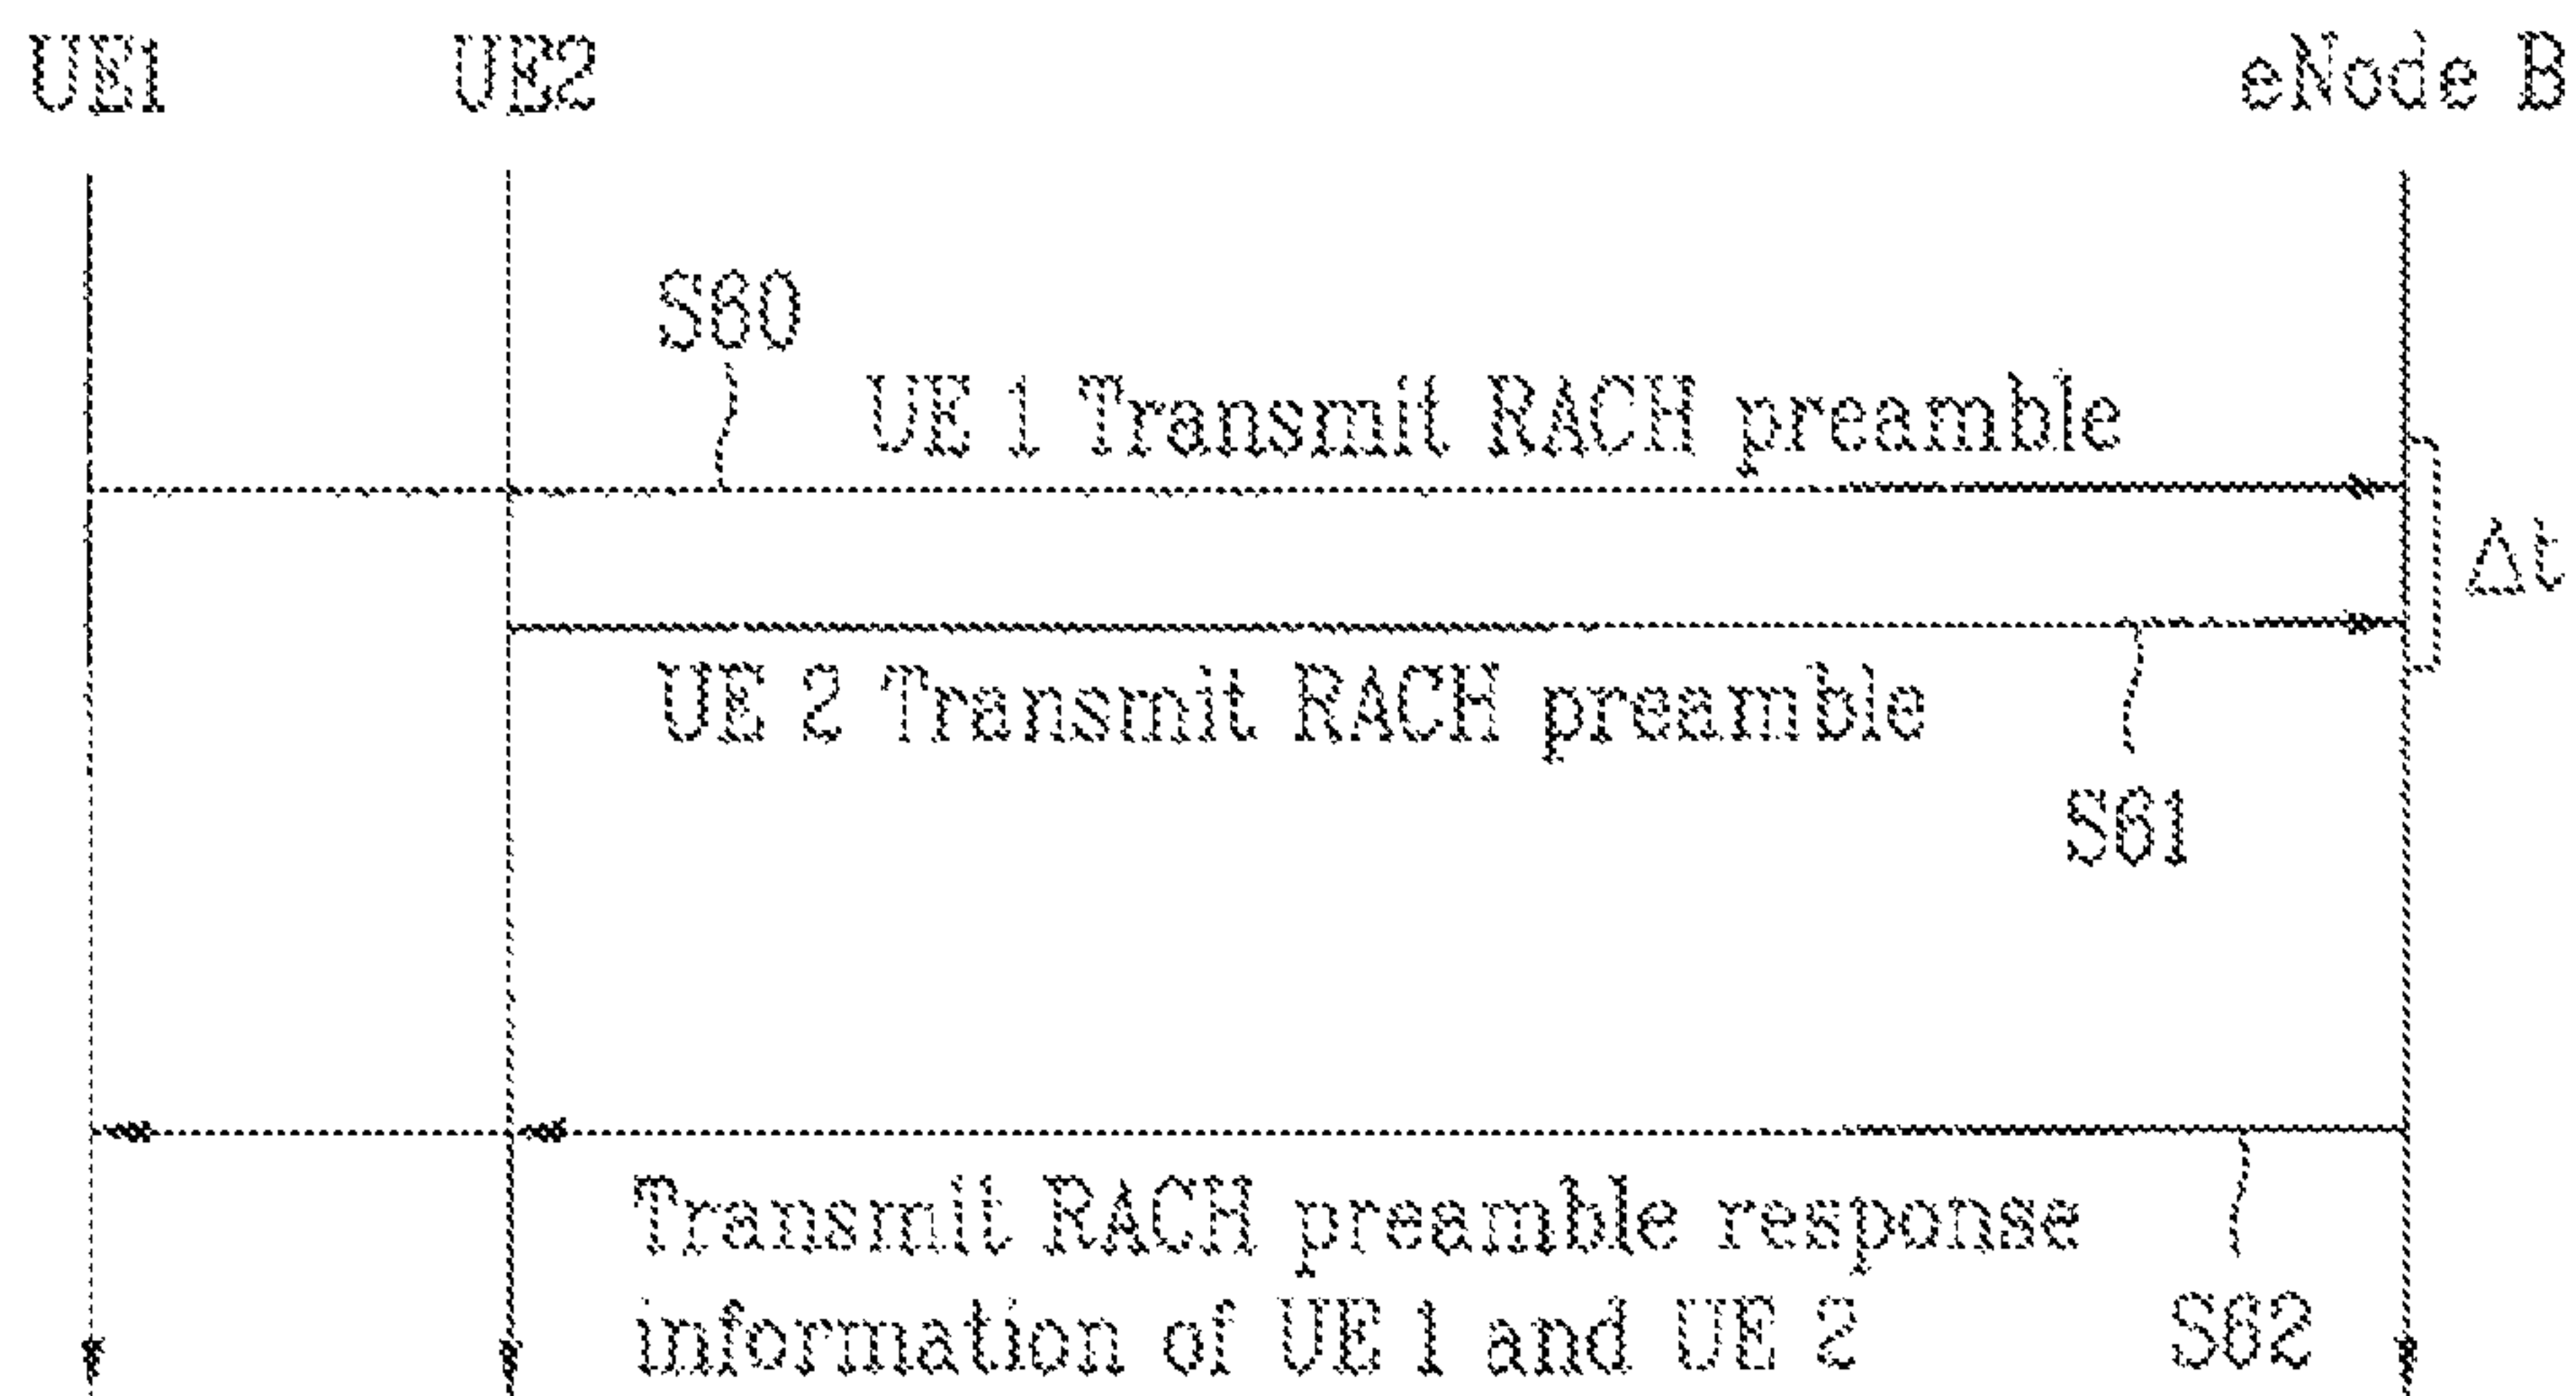 UE1
UE2
eNode B
S60
UE 1 Transmit RACH preamble
Δt
UE 2 Transmit RACH preamble
S61
Transmit RACH preamble response
information of UE 1 and UE 2
S62